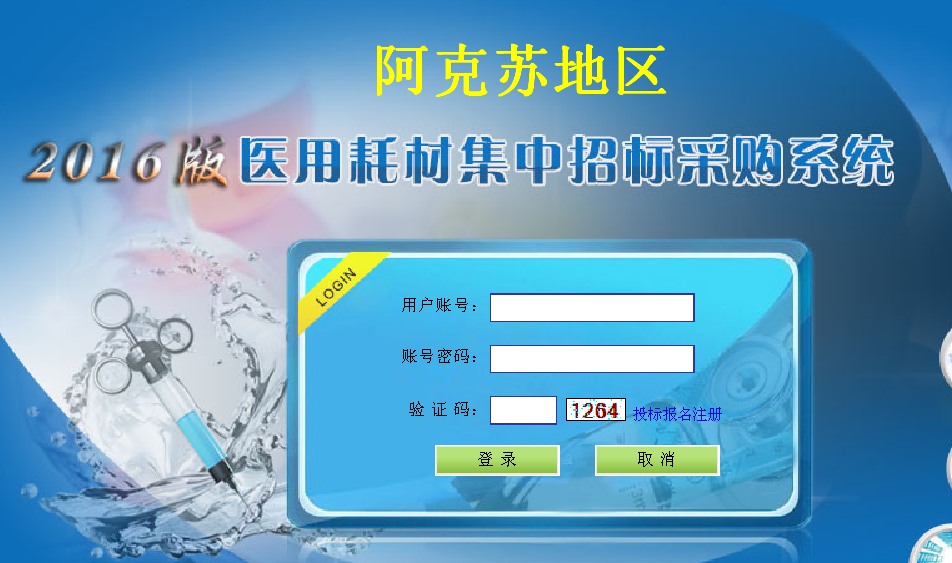 阿克苏地区
2016版 医用耗材集中招标采购系统
LOGIN
用户账号：
账号密码：
验 证 码： 1264 投标报名注册
登 录 取 消